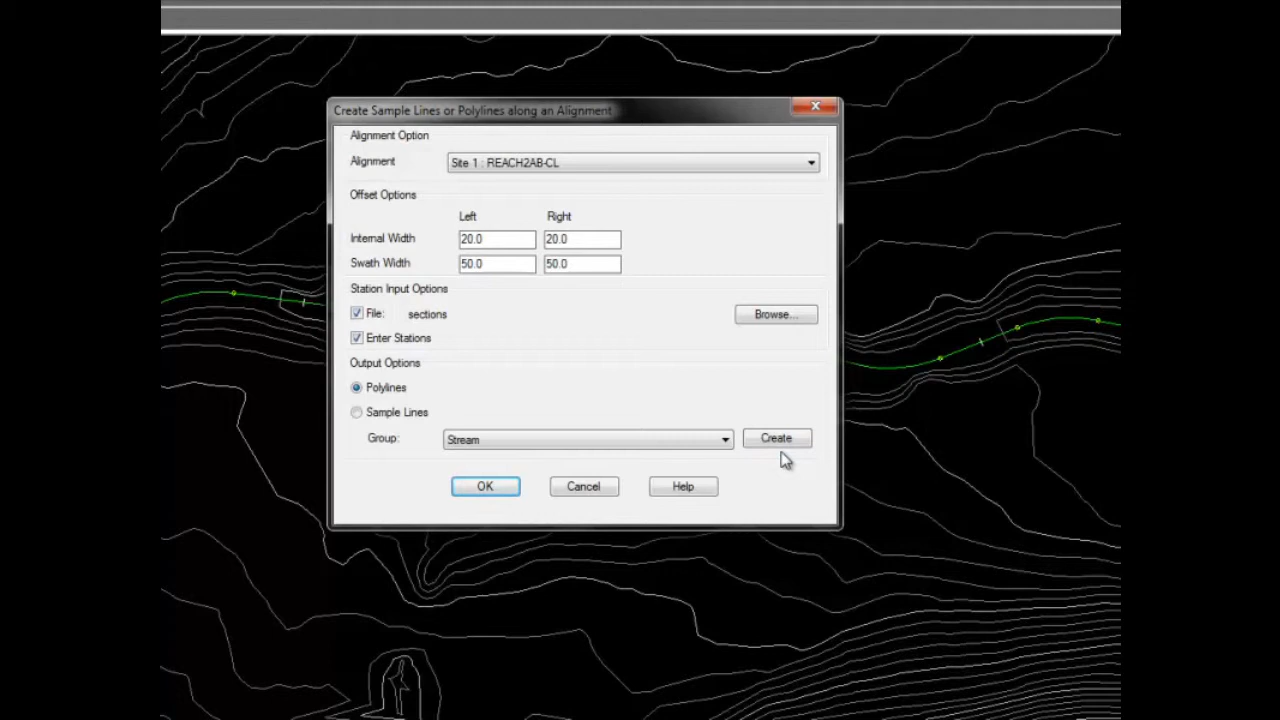 Create Sample Lines or Polylines along an Alignment
Alignment Option
Alignment Site 1 : REACH2AB-CL
Offset Options
Left Right
Internal Width 20.0 20.0
Swath Width 50.0 50.0
Station Input Options
File: sections Browse...
Enter Stations
Output Options
Polylines
Sample Lines
Group: Stream Create
OK Cancel Help